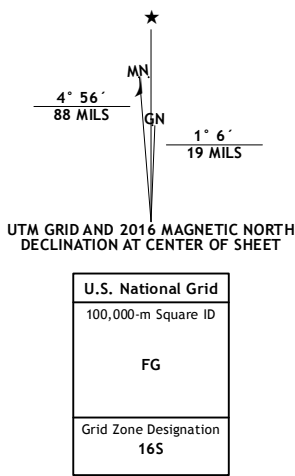 MN
GN
4° 56´
88 MILS
1° 6´
19 MILS
UTM GRID AND 2016 MAGNETIC NORTH
DECLINATION AT CENTER OF SHEET
U.S. National Grid
100,000-m Square ID
FG
Grid Zone Designation
16S